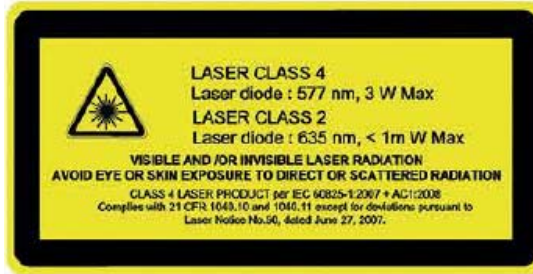 LASER CLASS 4
Laser diode : 577 nm, 3 W Max
LASER CLASS 2
Laser diode : 635 nm, < 1m W Max
VISIBLE AND /OR INVISIBLE LASER RADIATION
AVOID EYE OR SKIN EXPOSURE TO DIRECT OR SCATTERED RADIATION
CLASS 4 LASER PRODUCT per IEC 60825-1:2007 + AC1:2008
Complies with 21 CFR 1040.10 and 1040.11 except for deviations pursuant to
Laser Notice No.50, dated June 27, 2007.